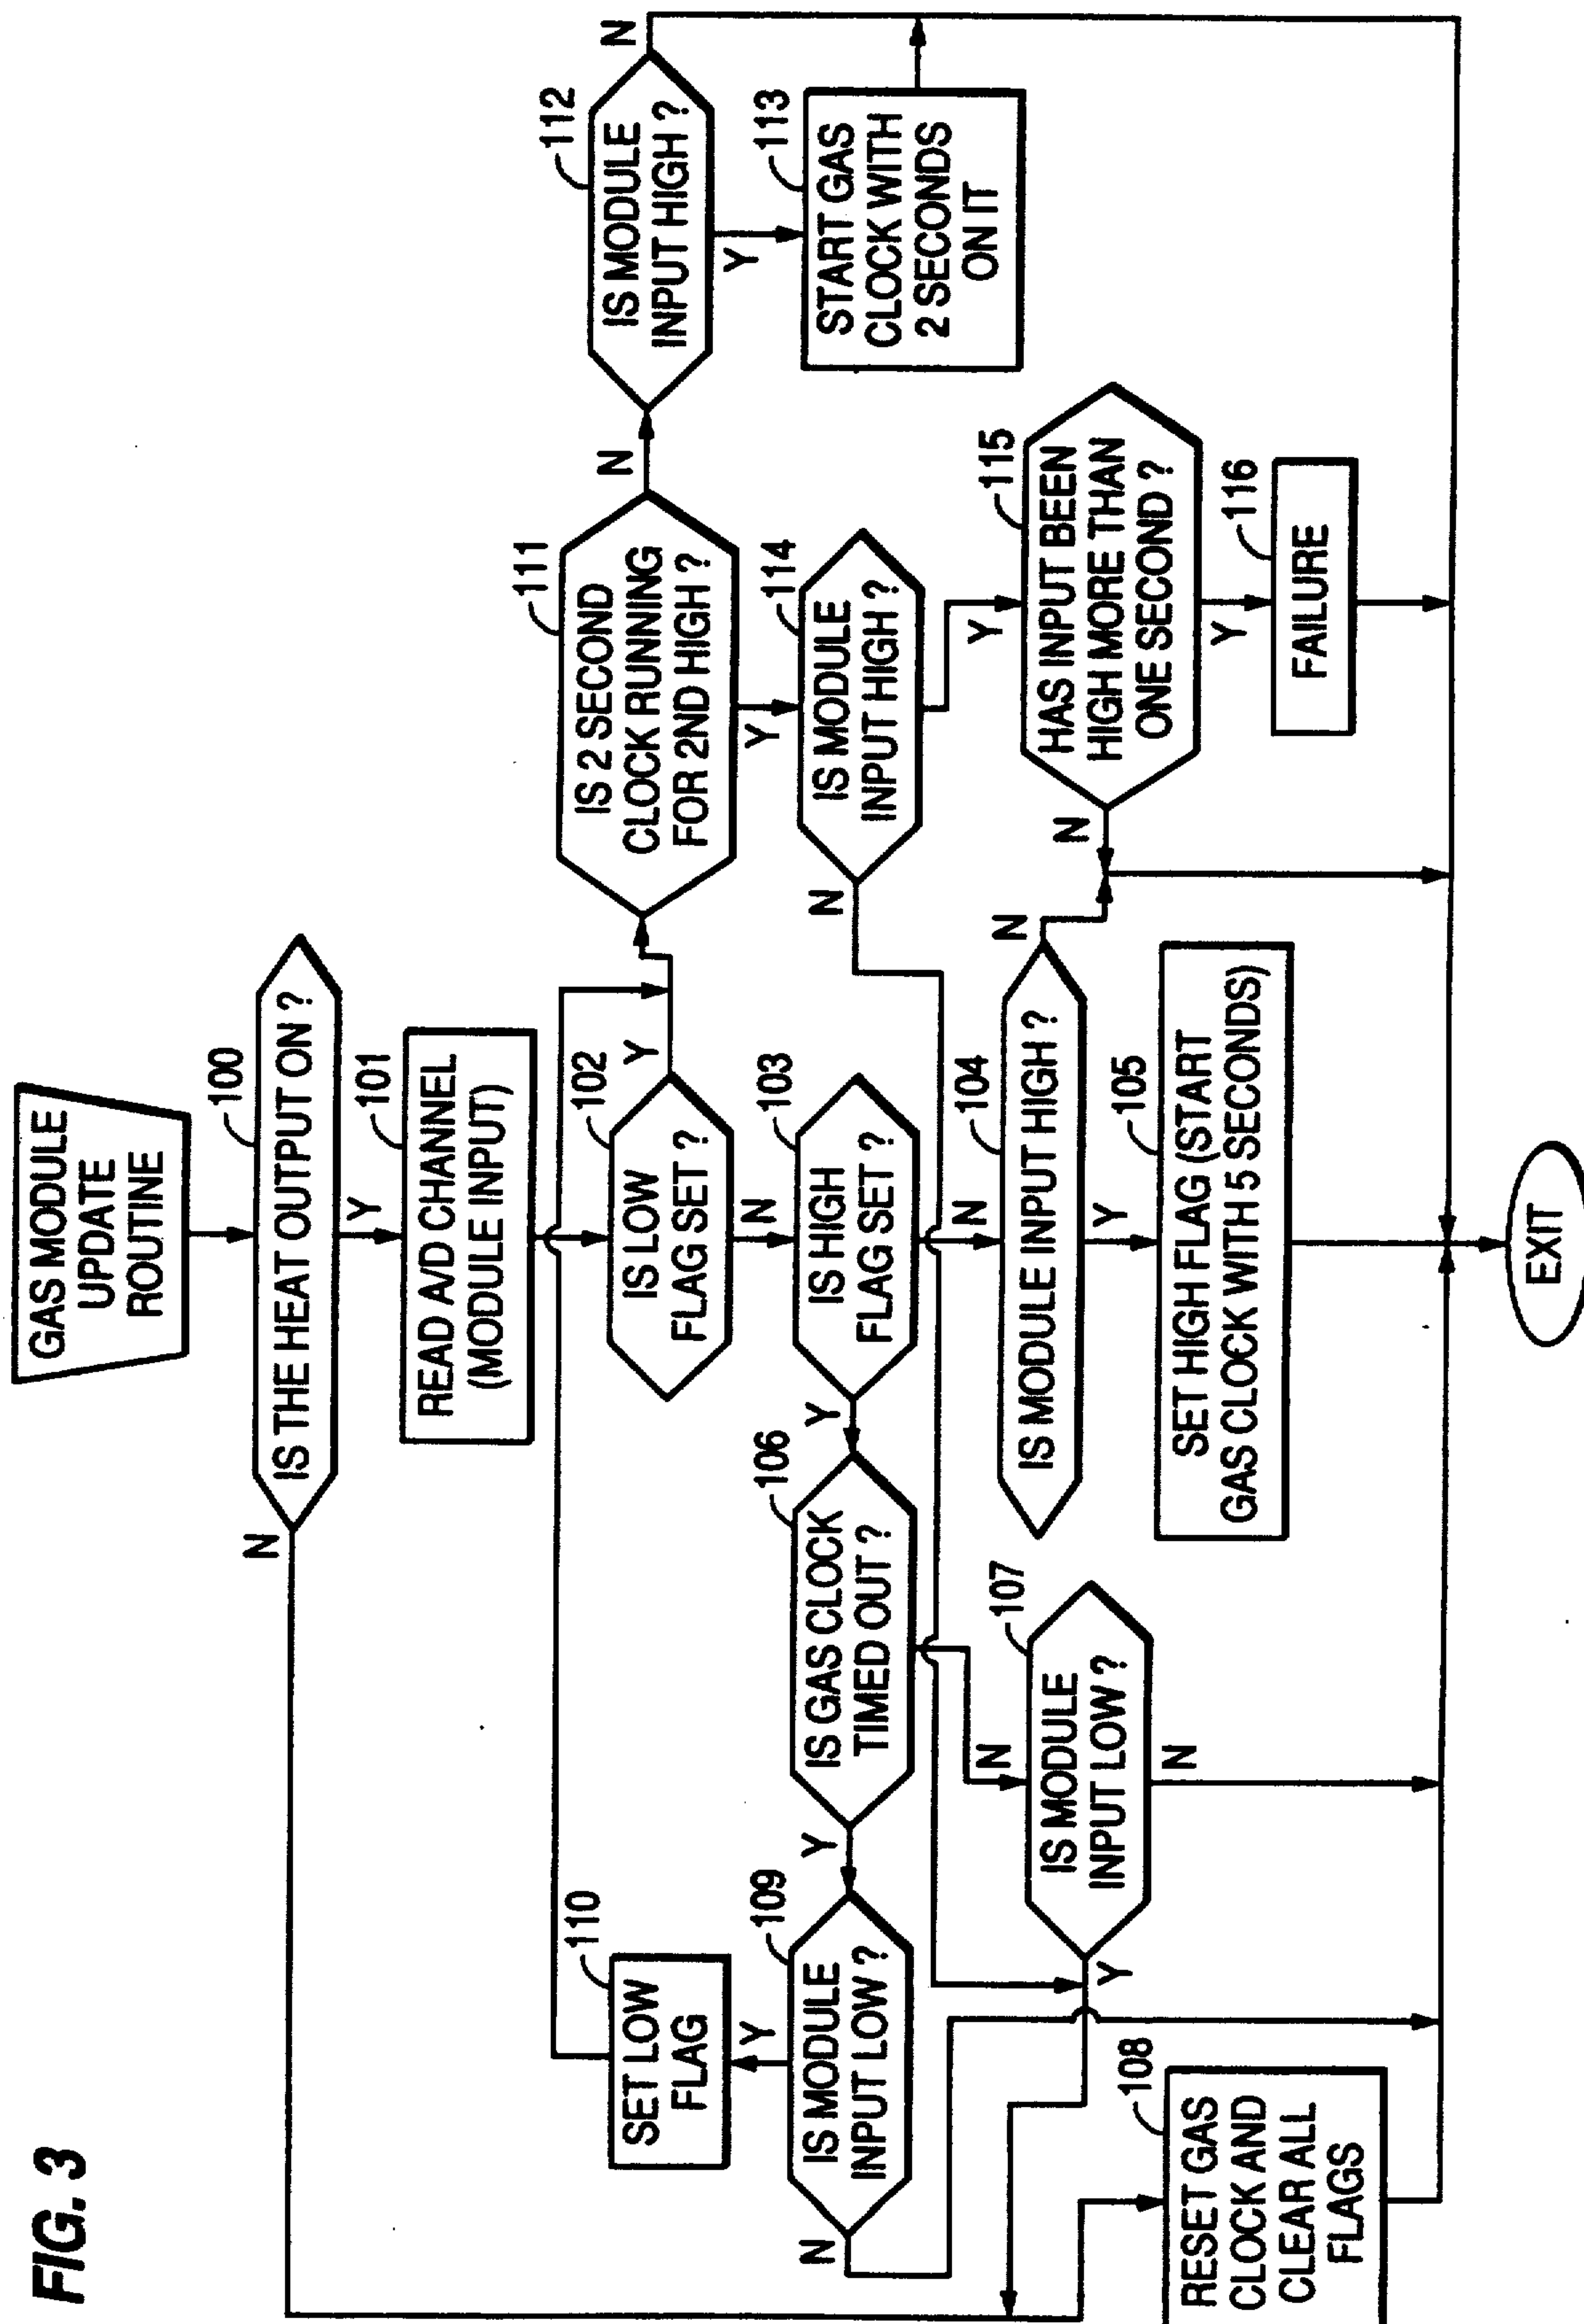 FIG. 3
GAS MODULE
UPDATE
ROUTINE
100
IS THE HEAT OUTPUT ON ?
N
Y
101
READ A/D CHANNEL
(MODULE INPUT)
102
IS LOW
FLAG SET ?
Y
N
103
IS HIGH
FLAG SET ?
Y
N
104
IS MODULE INPUT HIGH ?
N
Y
105
SET HIGH FLAG (START
GAS CLOCK WITH 5 SECONDS)
106
IS GAS CLOCK
TIMED OUT ?
Y
N
107
IS MODULE
INPUT LOW ?
Y
N
108
RESET GAS
CLOCK AND
CLEAR ALL
FLAGS
109
IS MODULE
INPUT LOW ?
Y
N
110
SET LOW
FLAG
111
IS 2 SECOND
CLOCK RUNNING
FOR 2ND HIGH ?
N
Y
112
IS MODULE
INPUT HIGH ?
N
Y
113
START GAS
CLOCK WITH
2 SECONDS
ON IT
114
IS MODULE
INPUT HIGH ?
N
Y
115
HAS INPUT BEEN
HIGH MORE THAN
ONE SECOND ?
N
Y
116
FAILURE
EXIT